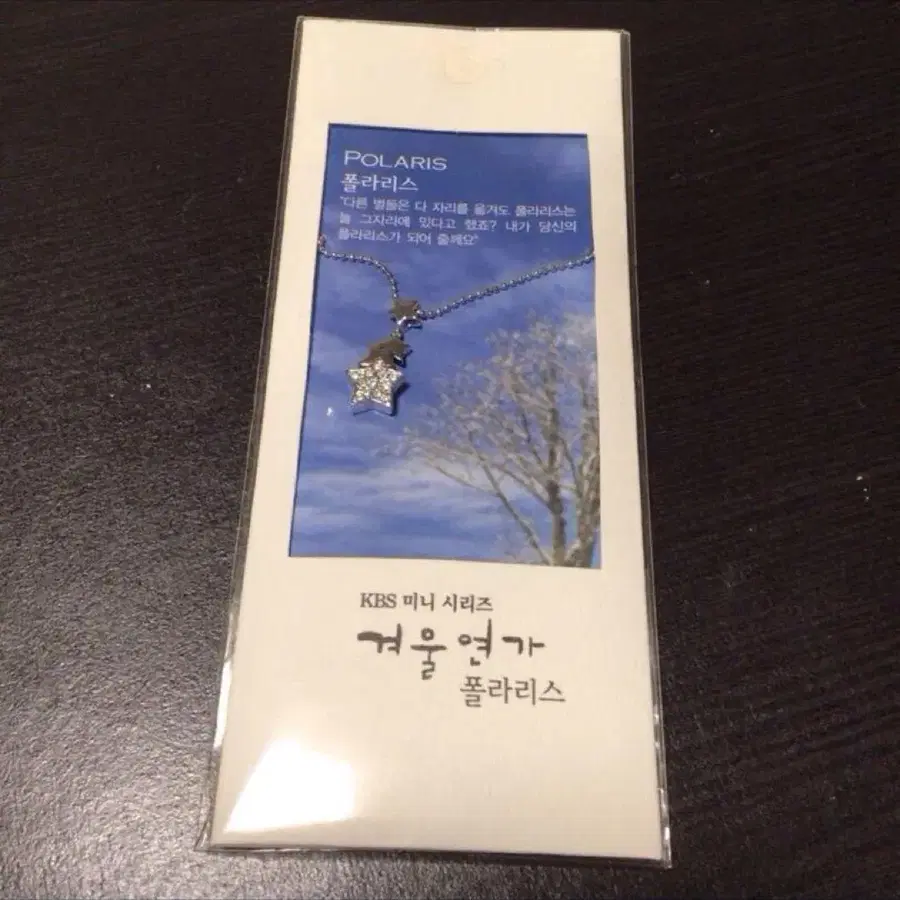 POLARIS
폴라리스
"다른 별들은 다 자리를 옮겨도 폴라리스는
늘 그자리에 있다고 했죠? 내가 당신의
폴라리스가 되어 줄께요"
KBS 미니 시리즈
겨울연가
폴라리스